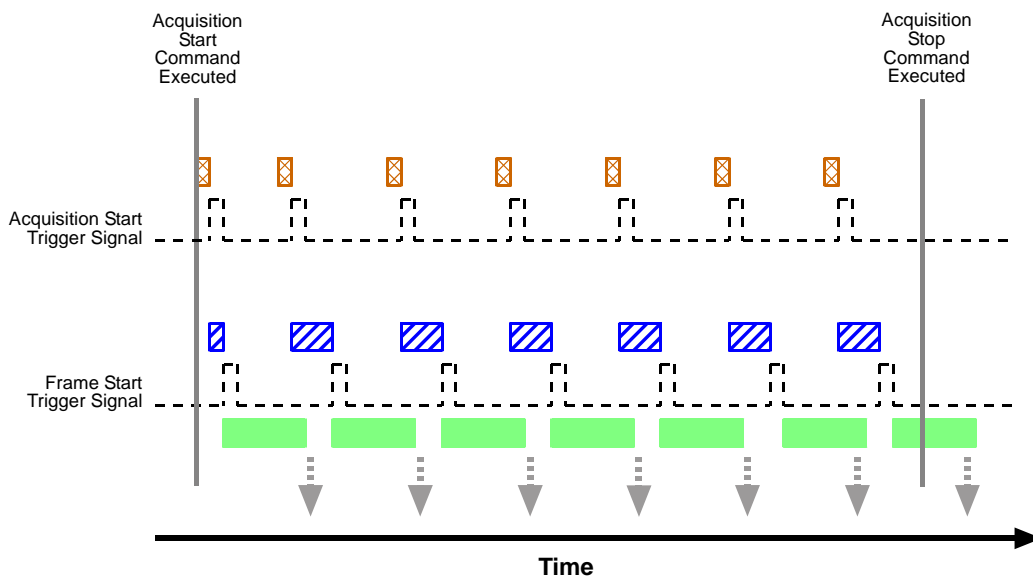 Acquisition
Start
Command
Executed
Acquisition
Stop
Command
Executed
Acquisition Start
Trigger Signal
Frame Start
Trigger Signal
Time